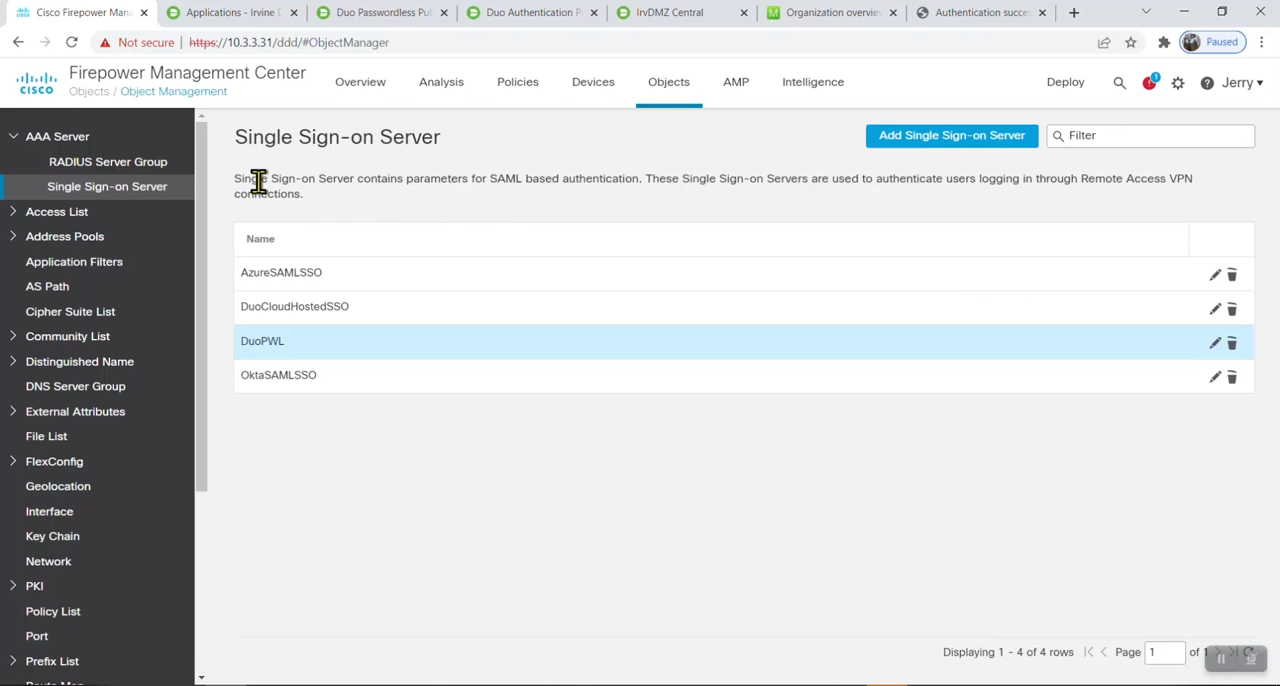 Cisco Firepower Mana
Applications - Irvine D
Duo Passwordless Pu
Duo Authentication P
IrvDMZ Central
Organization overview
Authentication succes
Not secure
https://10.3.3.31/ddd/#ObjectManager
Paused
CISCO
Firepower Management Center
Objects / Object Management
Overview
Analysis
Policies
Devices
Objects
AMP
Intelligence
Deploy
1
Jerry
AAA Server
RADIUS Server Group
Single Sign-on Server
Access List
Address Pools
Application Filters
AS Path
Cipher Suite List
Community List
Distinguished Name
DNS Server Group
External Attributes
File List
FlexConfig
Geolocation
Interface
Key Chain
Network
PKI
Policy List
Port
Prefix List
Route Map
Single Sign-on Server
Add Single Sign-on Server
Filter
Single Sign-on Server contains parameters for SAML based authentication. These Single Sign-on Servers are used to authenticate users logging in through Remote Access VPN
connections.
Name
AzureSAMLSSO
DuoCloudHostedSSO
DuoPWL
OktaSAMLSSO
Displaying 1 - 4 of 4 rows
Page 1 of 1